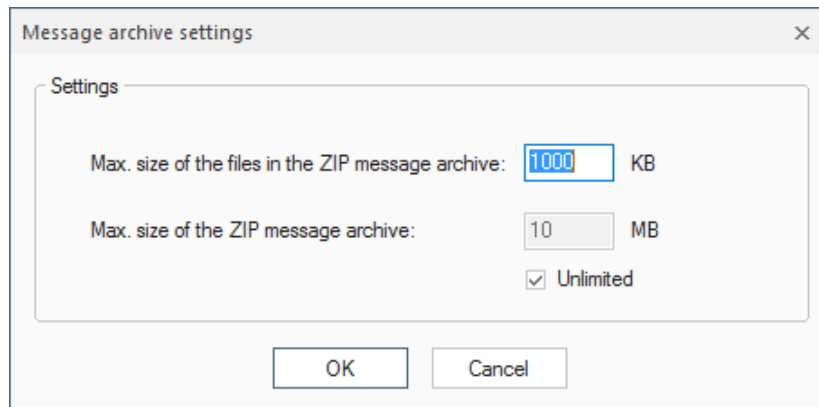 Message archive settings
Settings
Max. size of the files in the ZIP message archive: 1000 KB
Max. size of the ZIP message archive: 10 MB
Unlimited
OK Cancel